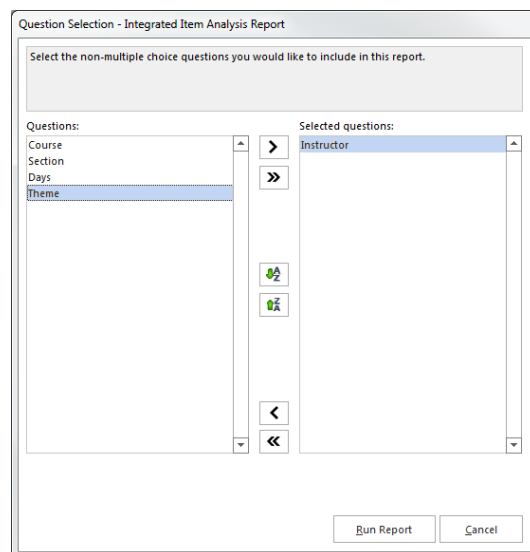 Question Selection - Integrated Item Analysis Report
Select the non-multiple choice questions you would like to include in this report.
Questions:
Course
Section
Days
Theme
Selected questions:
Instructor
Run Report
Cancel